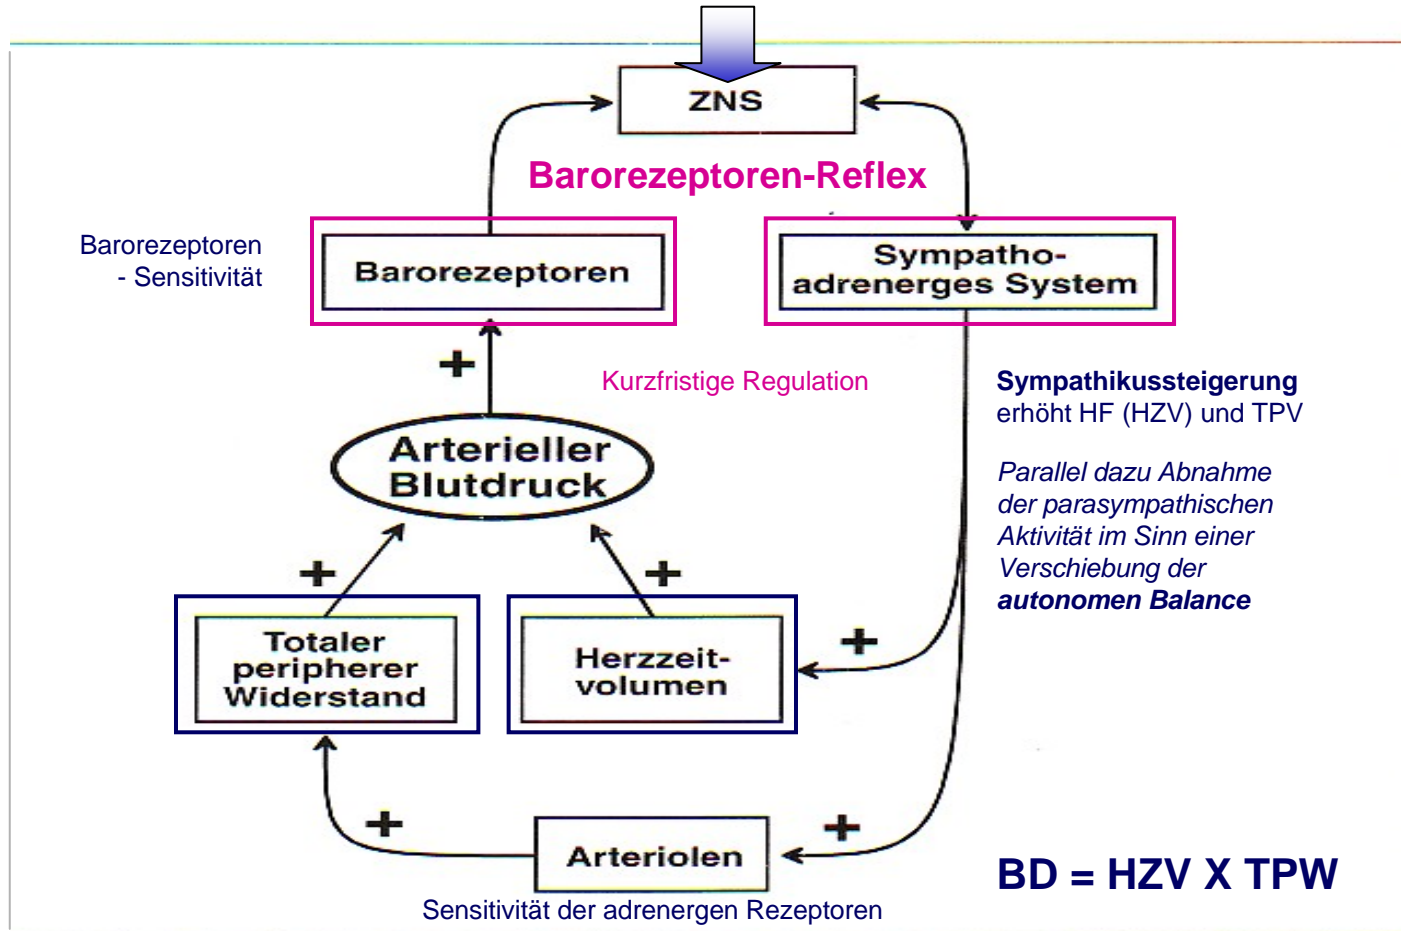 ZNS
Barorezeptoren-Reflex
Barorezeptoren
- Sensitivität
Barorezeptoren
Sympatho-
adrenerges System
+
Kurzfristige Regulation
Sympathikussteigerung
erhöht HF (HZV) und TPV
Arterieller
Blutdruck
Parallel dazu Abnahme
der parasympathischen
Aktivität im Sinn einer
Verschiebung der
autonomen Balance
+
+
Totaler
peripherer
Widerstand
Herzzeit-
volumen
+
+
+
Arteriolen
BD = HZV X TPW
Sensitivität der adrenergen Rezeptoren